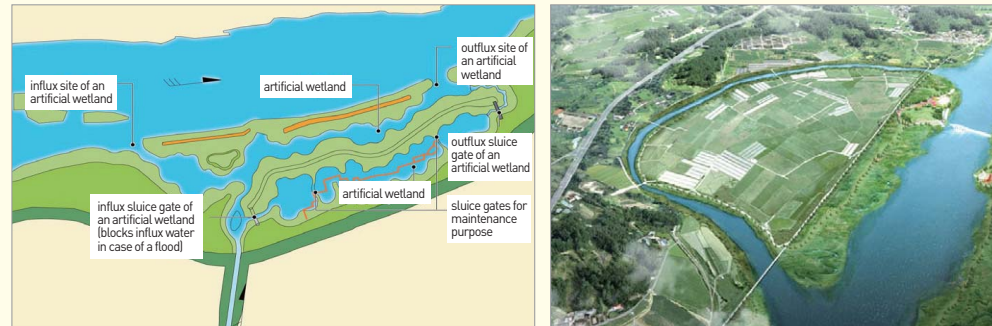 influx site of an
artificial wetland
artificial wetland
outflux site of
an artificial
wetland
outflux sluice
gate of an
artificial wetland
artificial wetland
influx sluice gate of
an artificial wetland
(blocks influx water
in case of a flood)
sluice gates for
maintenance
purpose